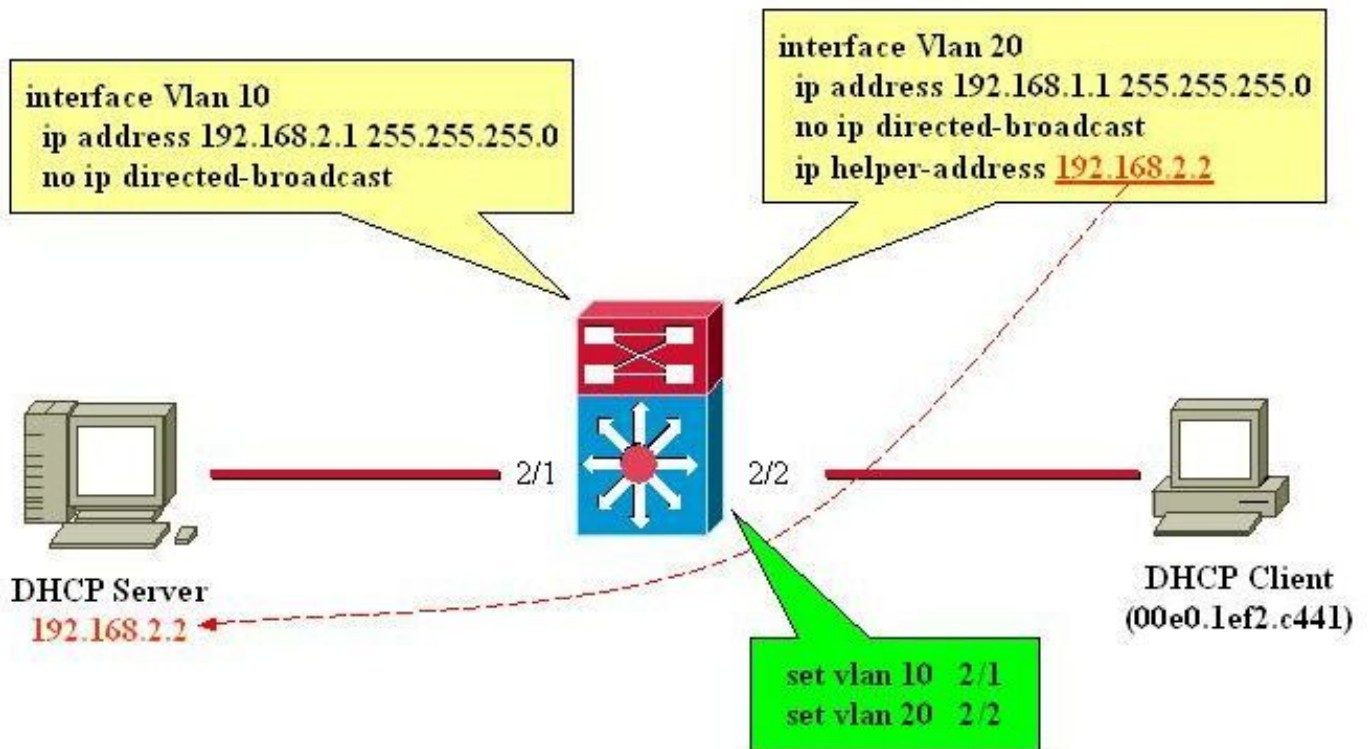 interface Vlan 10
ip address 192.168.2.1 255.255.255.0
no ip directed-broadcast
interface Vlan 20
ip address 192.168.1.1 255.255.255.0
no ip directed-broadcast
ip helper-address 192.168.2.2
2/1
2/2
DHCP Server
192.168.2.2
DHCP Client
(00e0.1ef2.c441)
set vlan 10 2/1
set vlan 20 2/2